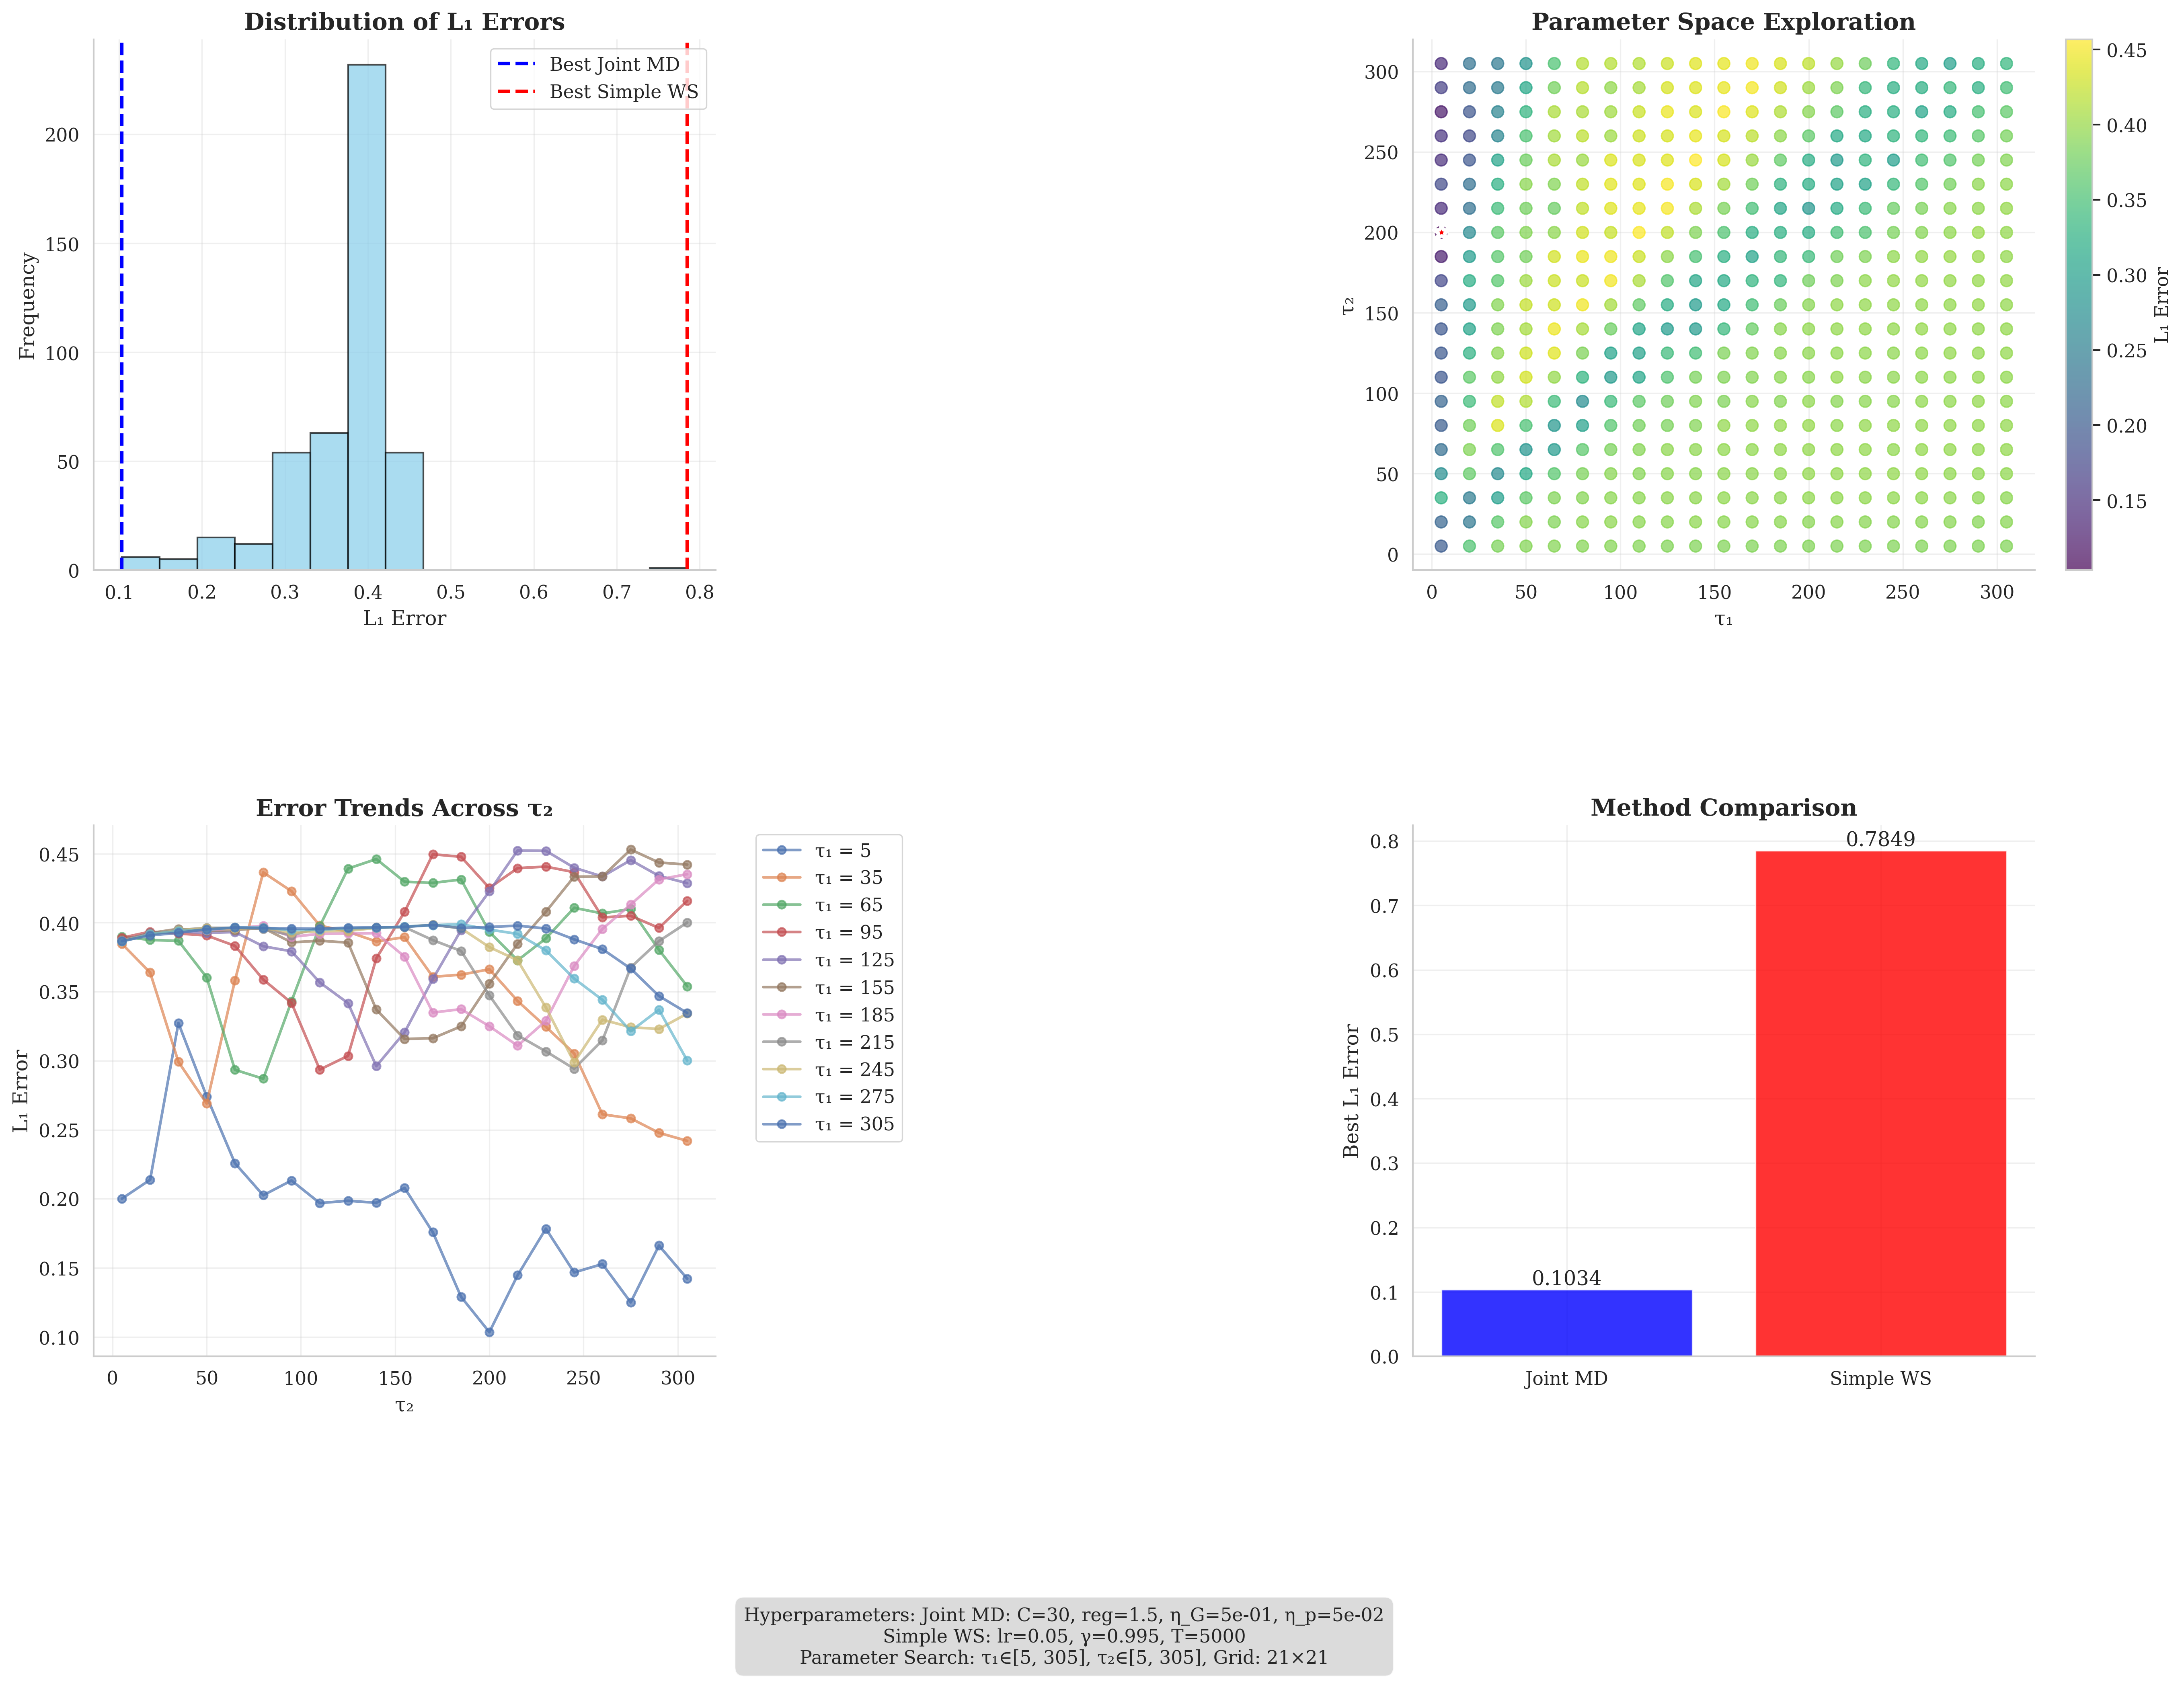 Distribution of L₁ Errors
Best Joint MD
Best Simple WS
Frequency
200
150
100
50
0
0.1 0.2 0.3 0.4 0.5 0.6 0.7 0.8
L₁ Error
Parameter Space Exploration
τ₂
300
250
200
150
100
50
0
0 50 100 150 200 250 300
τ₁
0.45
0.40
0.35
0.30
0.25
0.20
0.15
L₁ Error
Error Trends Across τ₂
L₁ Error
0.45
0.40
0.35
0.30
0.25
0.20
0.15
0.10
0 50 100 150 200 250 300
τ₂
τ₁ = 5
τ₁ = 35
τ₁ = 65
τ₁ = 95
τ₁ = 125
τ₁ = 155
τ₁ = 185
τ₁ = 215
τ₁ = 245
τ₁ = 275
τ₁ = 305
Method Comparison
Best L₁ Error
0.8
0.7
0.6
0.5
0.4
0.3
0.2
0.1
0.0
0.7849
0.1034
Joint MD Simple WS
Hyperparameters: Joint MD: C=30, reg=1.5, η_G=5e-01, η_p=5e-02
Simple WS: lr=0.05, γ=0.995, T=5000
Parameter Search: τ₁∈[5, 305], τ₂∈[5, 305], Grid: 21×21